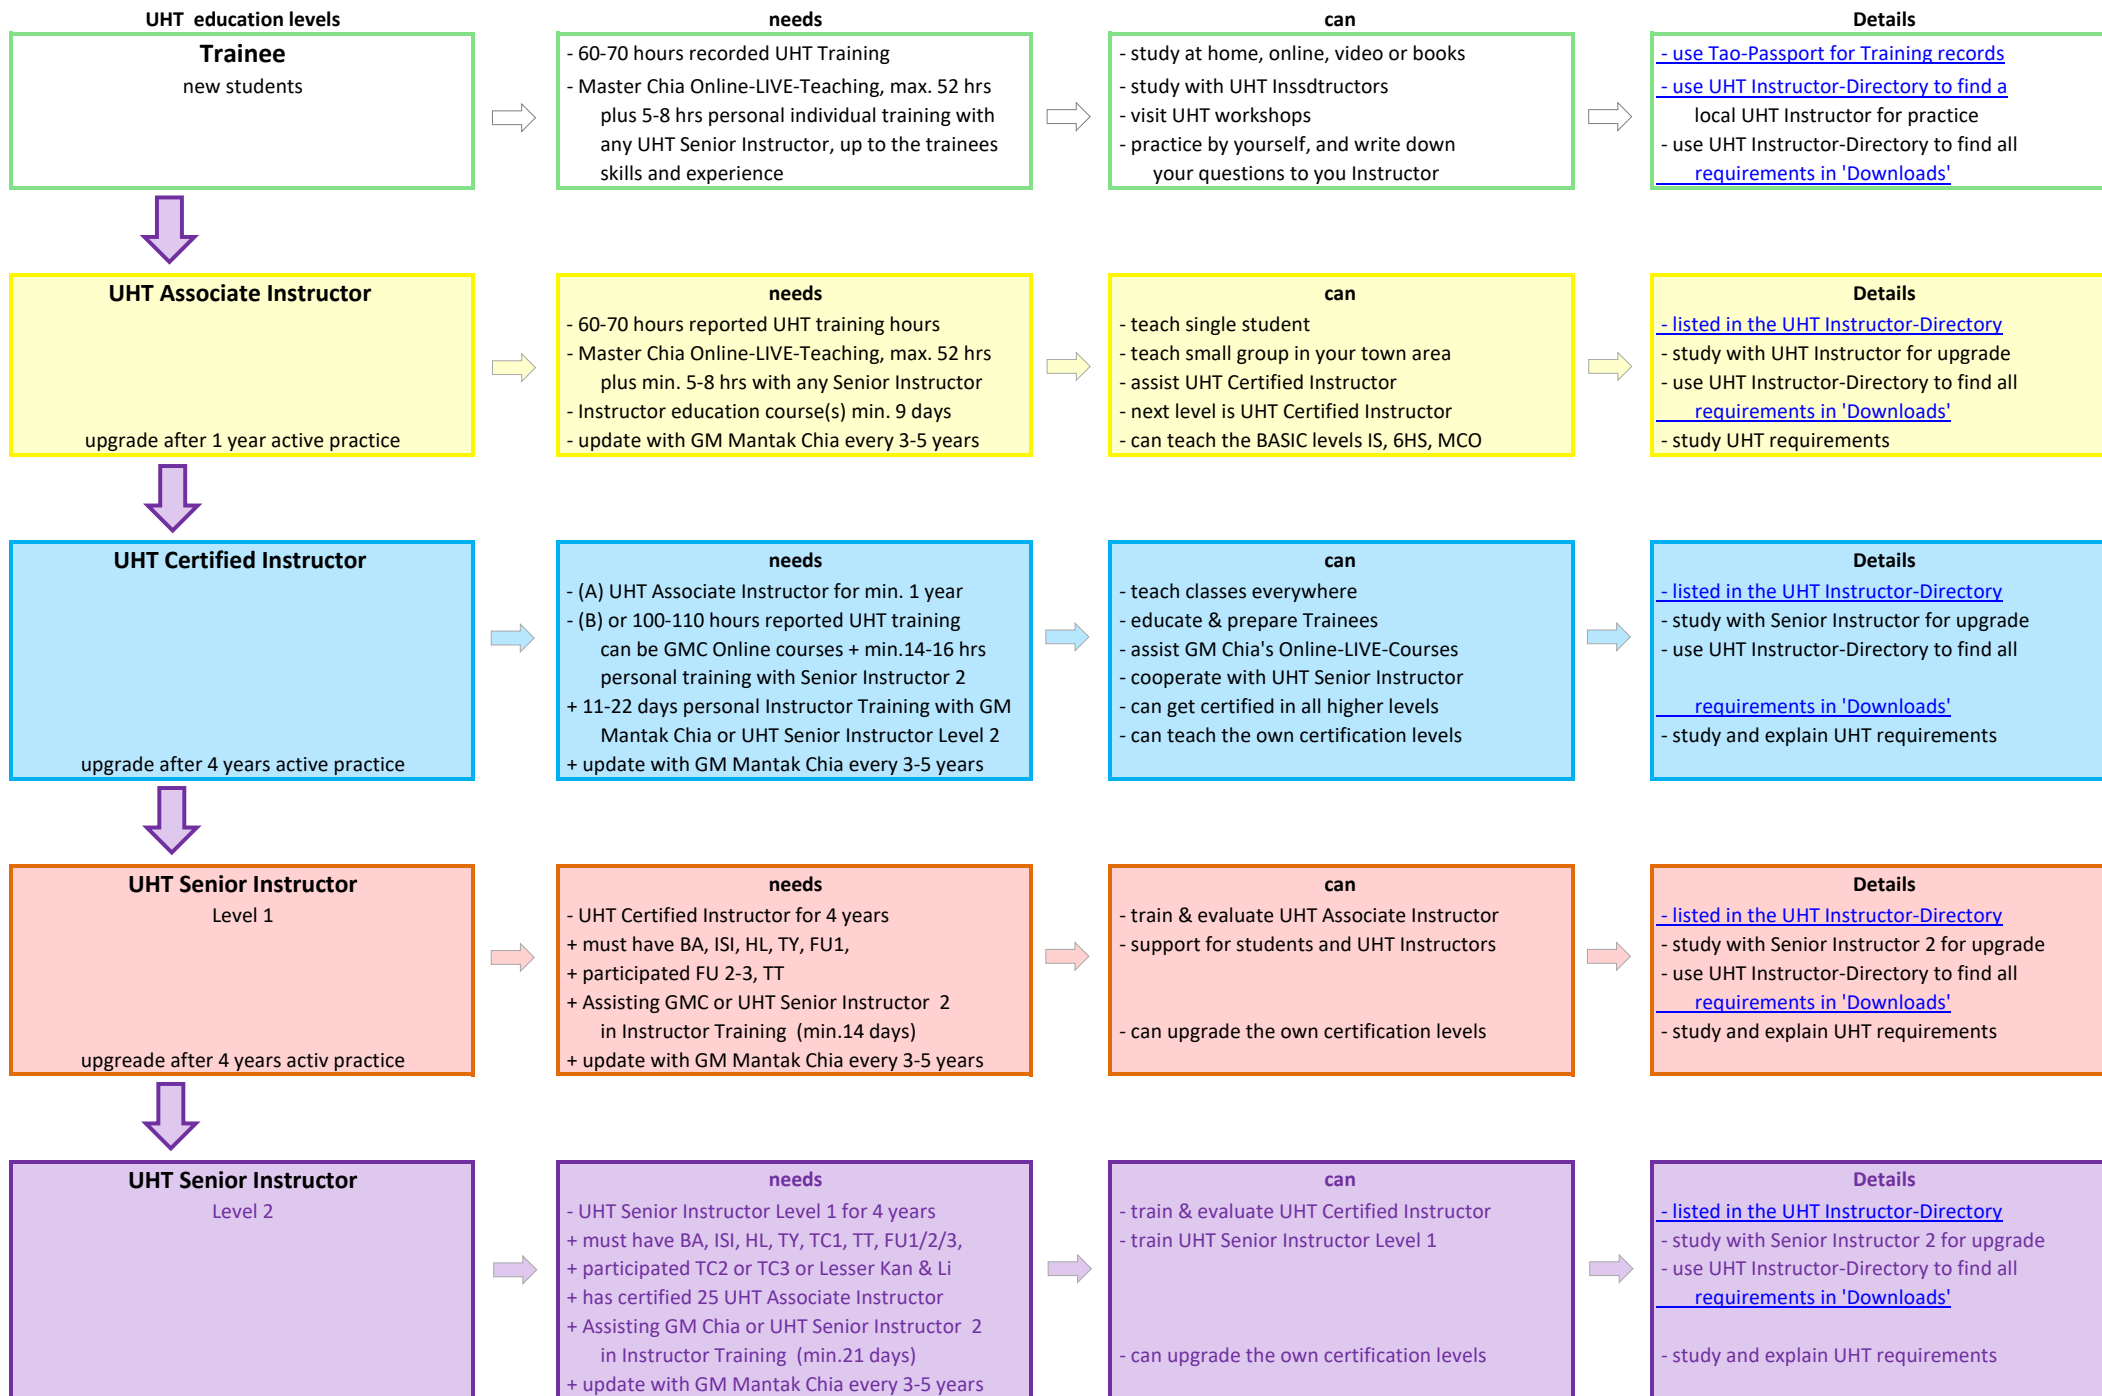 UHT education levels
needs
can
Details
Trainee
new students
- 60-70 hours recorded UHT Training
- Master Chia Online-LIVE-Teaching, max. 52 hrs
plus 5-8 hrs personal individual training with
any UHT Senior Instructor, up to the trainees
skills and experience
- study at home, online, video or books
- study with UHT Inssdtructors
- visit UHT workshops
- practice by yourself, and write down
your questions to you Instructor
- use Tao-Passport for Training records
- use UHT Instructor-Directory to find a
local UHT Instructor for practice
- use UHT Instructor-Directory to find all
requirements in 'Downloads'
UHT Associate Instructor
upgrade after 1 year active practice
needs
- 60-70 hours reported UHT training hours
- Master Chia Online-LIVE-Teaching, max. 52 hrs
plus min. 5-8 hrs with any Senior Instructor
- Instructor education course(s) min. 9 days
- update with GM Mantak Chia every 3-5 years
can
- teach single student
- teach small group in your town area
- assist UHT Certified Instructor
- next level is UHT Certified Instructor
- can teach the BASIC levels IS, 6HS, MCO
Details
- listed in the UHT Instructor-Directory
- study with UHT Instructor for upgrade
- use UHT Instructor-Directory to find all
requirements in 'Downloads'
- study UHT requirements
UHT Certified Instructor
upgrade after 4 years active practice
needs
- (A) UHT Associate Instructor for min. 1 year
- (B) or 100-110 hours reported UHT training
can be GMC Online courses + min.14-16 hrs
personal training with Senior Instructor 2
+ 11-22 days personal Instructor Training with GM
Mantak Chia or UHT Senior Instructor Level 2
+ update with GM Mantak Chia every 3-5 years
can
- teach classes everywhere
- educate & prepare Trainees
- assist GM Chia's Online-LIVE-Courses
- cooperate with UHT Senior Instructor
- can get certified in all higher levels
- can teach the own certification levels
Details
- listed in the UHT Instructor-Directory
- study with Senior Instructor for upgrade
- use UHT Instructor-Directory to find all
requirements in 'Downloads'
- study and explain UHT requirements
UHT Senior Instructor
Level 1
upgreade after 4 years activ practice
needs
- UHT Certified Instructor for 4 years
+ must have BA, ISI, HL, TY, FU1,
+ participated FU 2-3, TT
+ Assisting GMC or UHT Senior Instructor 2
in Instructor Training (min.14 days)
+ update with GM Mantak Chia every 3-5 years
can
- train & evaluate UHT Associate Instructor
- support for students and UHT Instructors
- can upgrade the own certification levels
Details
- listed in the UHT Instructor-Directory
- study with Senior Instructor 2 for upgrade
- use UHT Instructor-Directory to find all
requirements in 'Downloads'
- study and explain UHT requirements
UHT Senior Instructor
Level 2
needs
- UHT Senior Instructor Level 1 for 4 years
+ must have BA, ISI, HL, TY, TC1, TT, FU1/2/3,
+ participated TC2 or TC3 or Lesser Kan & Li
+ has certified 25 UHT Associate Instructor
+ Assisting GM Chia or UHT Senior Instructor 2
in Instructor Training (min.21 days)
+ update with GM Mantak Chia every 3-5 years
can
- train & evaluate UHT Certified Instructor
- train UHT Senior Instructor Level 1
- can upgrade the own certification levels
Details
- listed in the UHT Instructor-Directory
- study with Senior Instructor 2 for upgrade
- use UHT Instructor-Directory to find all
requirements in 'Downloads'
- study and explain UHT requirements